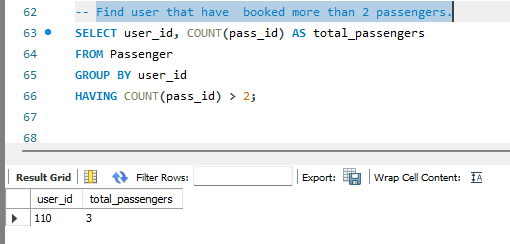 62 -- Find user that have  booked more than 2 passengers.
63 SELECT user_id, COUNT(pass_id) AS total_passengers
64 FROM Passenger
65 GROUP BY user_id
66 HAVING COUNT(pass_id) > 2;
67
68
Result Grid Filter Rows: Export: Wrap Cell Content: IA
user_id total_passengers
110 3